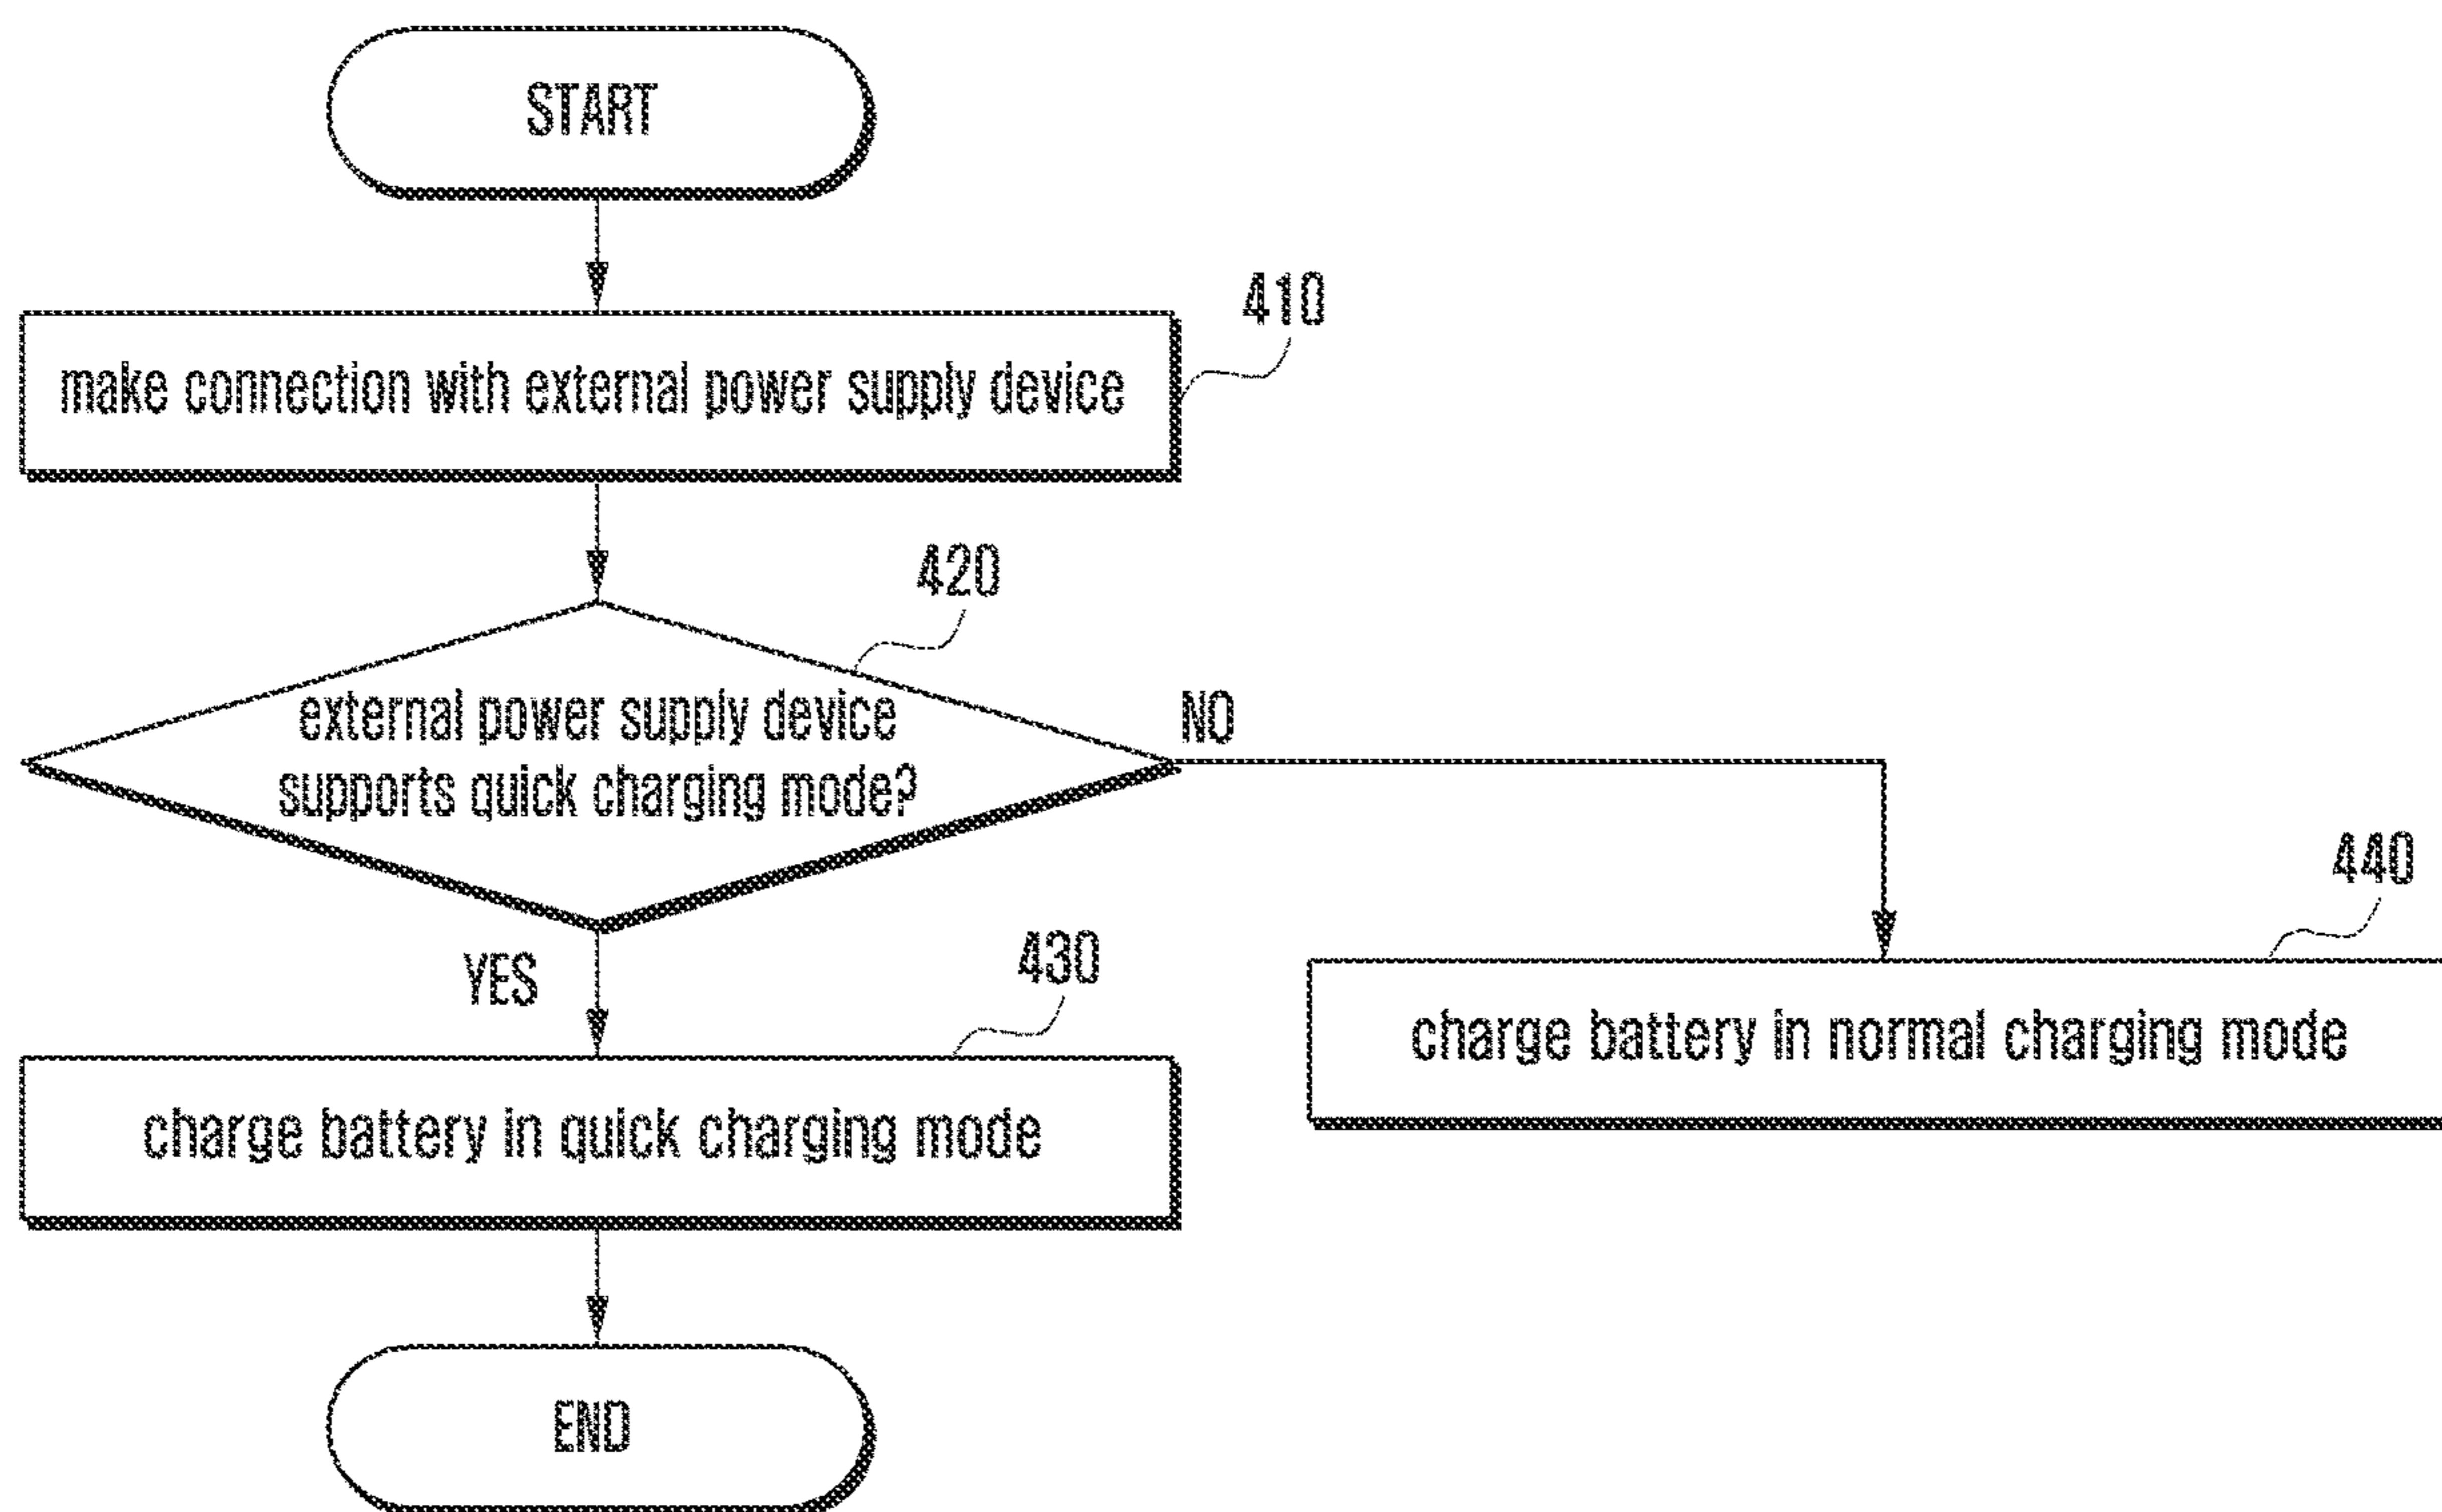 START
410
make connection with external power supply device
420
external power supply device
supports quick charging mode?
NO
YES
440
charge battery in normal charging mode
430
charge battery in quick charging mode
END